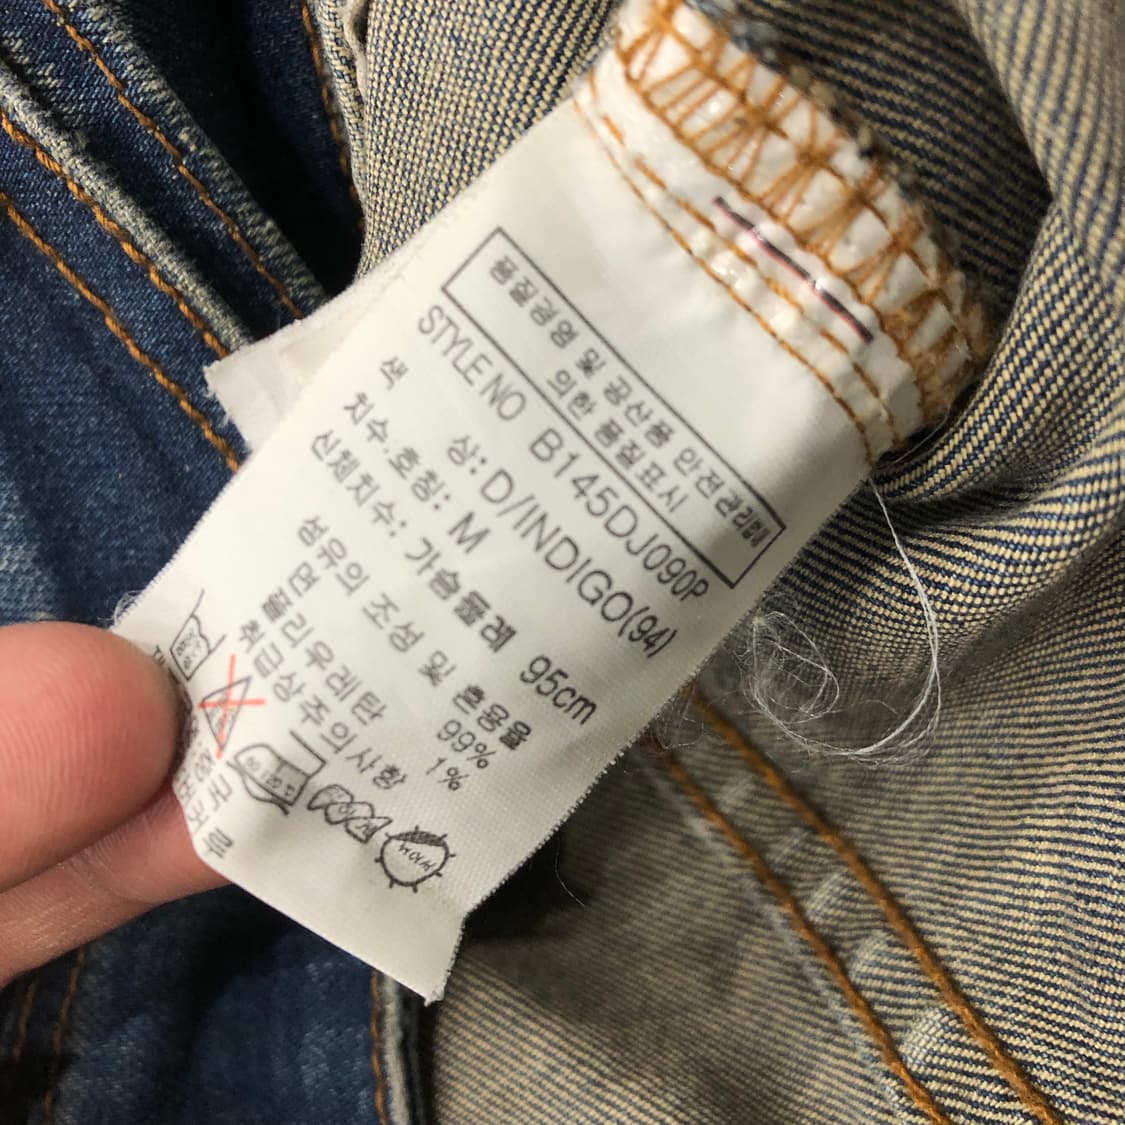 품질경영 및 공산품 안전관리법
의한 품질표시
STYLE NO B145DJ090P
색 상: D/INDIGO(94)
치수.호칭: M
신체치수: 가슴둘레 95cm
섬유의 조성 및 혼용율
면 99%
폴리우레탄 1%
취급상주의사항